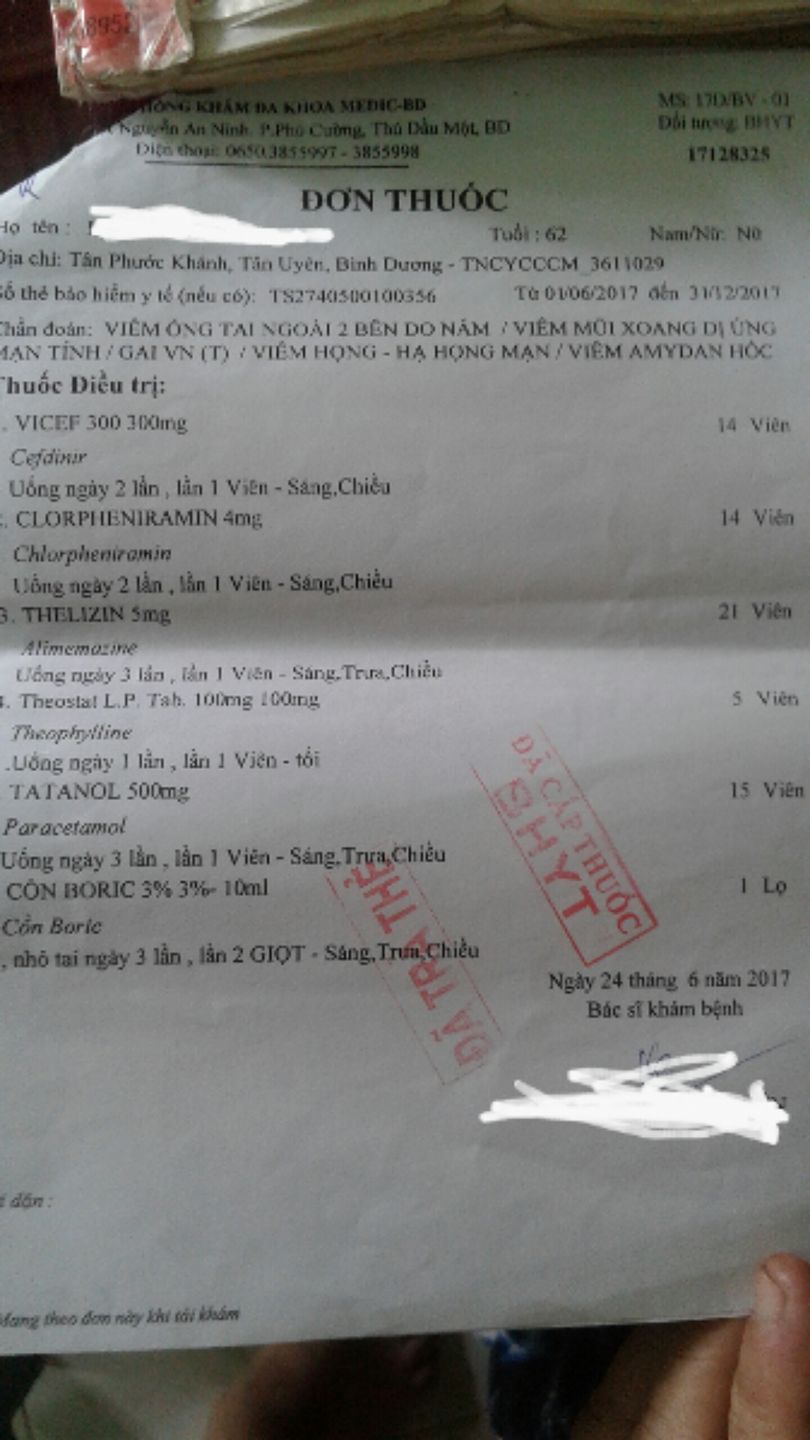 8952
PHÒNG KHÁM ĐA KHOA MEDIC-BD
MS: 17D/BV - 01
Nguyễn An Ninh, P.Phú Cường, Thủ Dầu Một, BD
Đối tượng: BHYT
Điện thoại: 0650.3855997 - 3855998
17128325
ĐƠN THUỐC
Họ tên :
Tuổi : 62 Nam/Nữ: Nữ
Địa chỉ: Tân Phước Khánh, Tân Uyên, Bình Dương - TNCYCCCM_3611029
Số thẻ bảo hiểm y tế (nếu có): TS2740500100356 Từ 01/06/2017 đến 31/12/2017
Chẩn đoán: VIÊM ỐNG TAI NGOÀI 2 BÊN DO NẤM / VIÊM MŨI XOANG DỊ ỨNG
MẠN TÍNH / GAI VN (T) / VIÊM HỌNG - HẠ HỌNG MẠN / VIÊM AMYDAN HỐC
Thuốc Điều trị:
. VICEF 300 300mg 14 Viên
Cefdinir
Uống ngày 2 lần , lần 1 Viên - Sáng,Chiều
. CLORPHENIRAMIN 4mg 14 Viên
Chlorpheniramin
Uống ngày 2 lần , lần 1 Viên - Sáng,Chiều
3. THELIZIN 5mg 21 Viên
Alimemazine
Uống ngày 3 lần , lần 1 Viên - Sáng,Trưa,Chiều
4. Theostat L.P. Tab. 100mg 100mg 5 Viên
Theophylline
.Uống ngày 1 lần , lần 1 Viên - tối
TATANOL 500mg 15 Viên
Paracetamol
Uống ngày 3 lần , lần 1 Viên - Sáng,Trưa,Chiều
CỒN BORIC 3% 3%- 10ml 1 Lọ
Cồn Boric
, nhỏ tai ngày 3 lần , lần 2 GIỌT - Sáng,Trưa,Chiều
ĐÃ CẤP THUỐC
BHYT
ĐÃ TRẢ THẺ
Ngày 24 tháng 6 năm 2017
Bác sĩ khám bệnh
dặn :
Mang theo đơn này khi tái khám